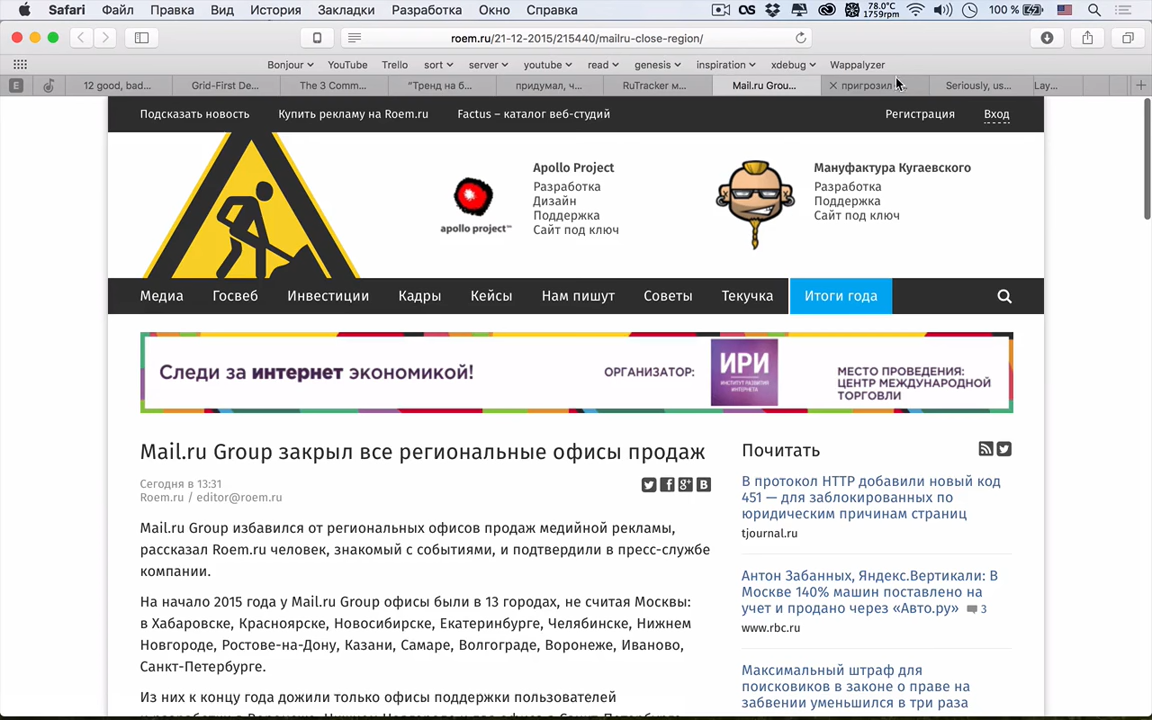 Safari Файл Правка Вид История Закладки Разработка Окно Справка 78.0°C 1759rpm 100 %
roem.ru/21-12-2015/215440/mailru-close-region/
Bonjour YouTube Trello sort server youtube read genesis inspiration xdebug Wappalyzer
E 12 good, bad... Grid-First De... The 3 Comm... "Тренд на б... придумал, ч... RuTracker м... Mail.ru Grou... пригрозил Seriously, us... Lay...
Подсказать новость Купить рекламу на Roem.ru Factus – каталог веб-студий Регистрация Вход
apollo project
Apollo Project
Разработка
Дизайн
Поддержка
Сайт под ключ
Мануфактура Кугаевского
Разработка
Поддержка
Сайт под ключ
Медиа Госвеб Инвестиции Кадры Кейсы Нам пишут Советы Текучка Итоги года
Следи за интернет экономикой!
ОРГАНИЗАТОР:
ИРИ
ИНСТИТУТ РАЗВИТИЯ
ИНТЕРНЕТА
МЕСТО ПРОВЕДЕНИЯ:
ЦЕНТР МЕЖДУНАРОДНОЙ
ТОРГОВЛИ
Mail.ru Group закрыл все региональные офисы продаж
Сегодня в 13:31
Roem.ru / editor@roem.ru
Mail.ru Group избавился от региональных офисов продаж медийной рекламы,
рассказал Roem.ru человек, знакомый с событиями, и подтвердили в пресс-службе
компании.
На начало 2015 года у Mail.ru Group офисы были в 13 городах, не считая Москвы:
в Хабаровске, Красноярске, Новосибирске, Екатеринбурге, Челябинске, Нижнем
Новгороде, Ростове-на-Дону, Казани, Самаре, Волгограде, Воронеже, Иваново,
Санкт-Петербурге.
Из них к концу года дожили только офисы поддержки пользователей
Почитать
В протокол HTTP добавили новый код
451 — для заблокированных по
юридическим причинам страниц
tjournal.ru
Антон Забанных, Яндекс.Вертикали: В
Москве 140% машин поставлено на
учет и продано через «Авто.ру» 3
www.rbc.ru
Максимальный штраф для
поисковиков в законе о праве на
забвении уменьшился в три раза